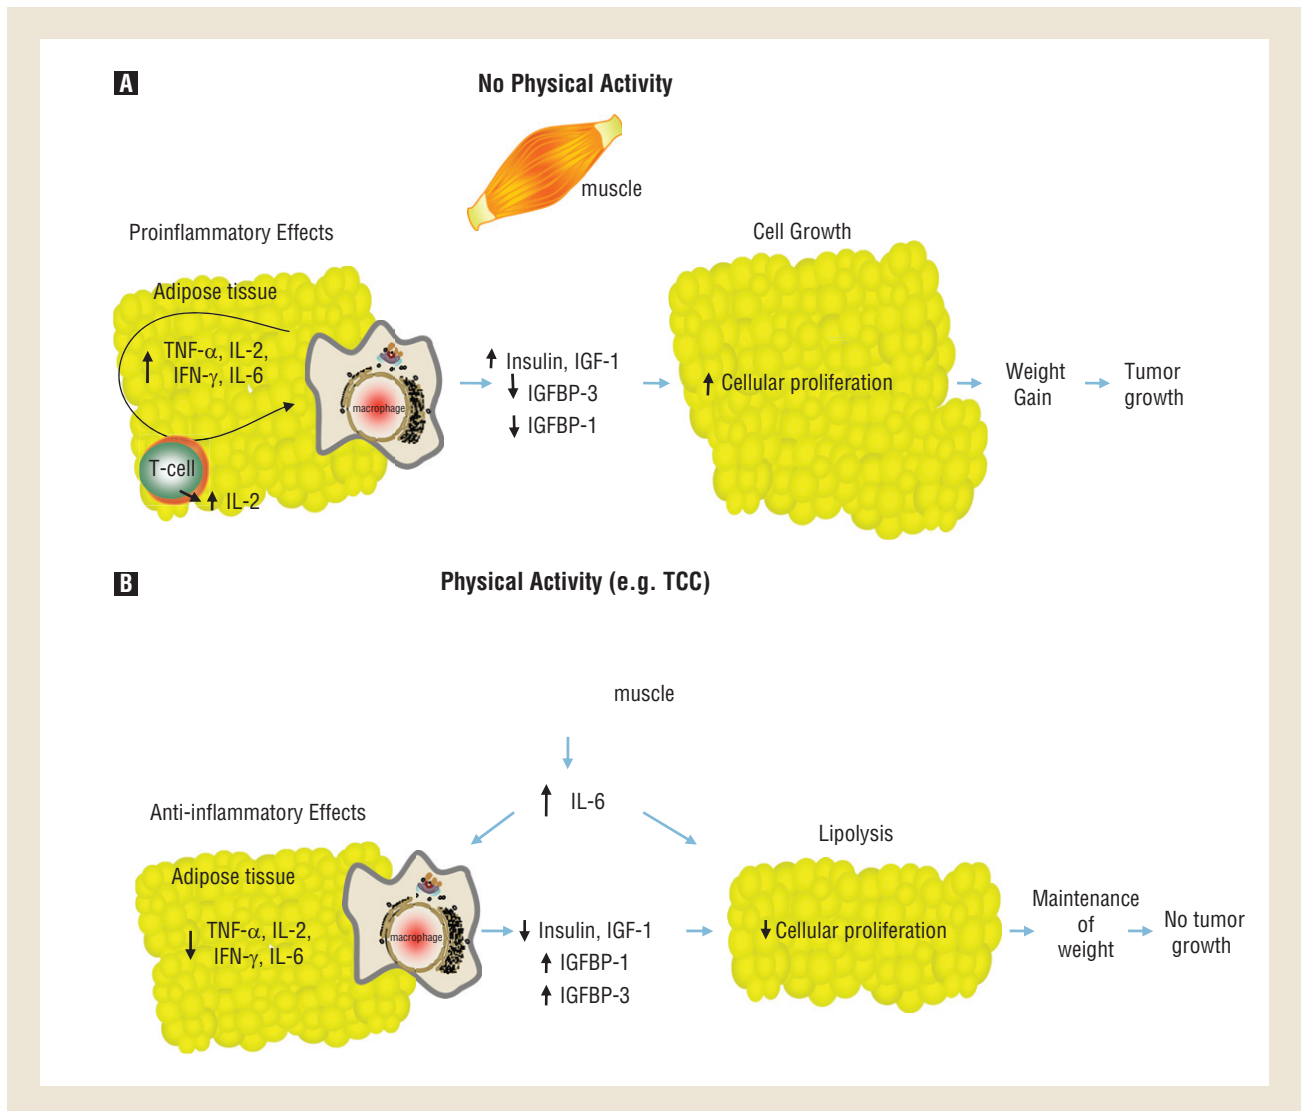 A
No Physical Activity
muscle
Proinflammatory Effects
Cell Growth
Adipose tissue
↑ TNF-α, IL-2,
IFN-γ, IL-6
macrophage
T-cell
↑ IL-2
↑ Insulin, IGF-1
↓ IGFBP-3
↓ IGFBP-1
↑ Cellular proliferation
Weight
Gain
Tumor
growth
B
Physical Activity (e.g. TCC)
muscle
↑ IL-6
Anti-inflammatory Effects
Lipolysis
Adipose tissue
↓ TNF-α, IL-2,
IFN-γ, IL-6
macrophage
↓ Insulin, IGF-1
↑ IGFBP-1
↑ IGFBP-3
↓ Cellular proliferation
Maintenance
of
weight
No tumor
growth